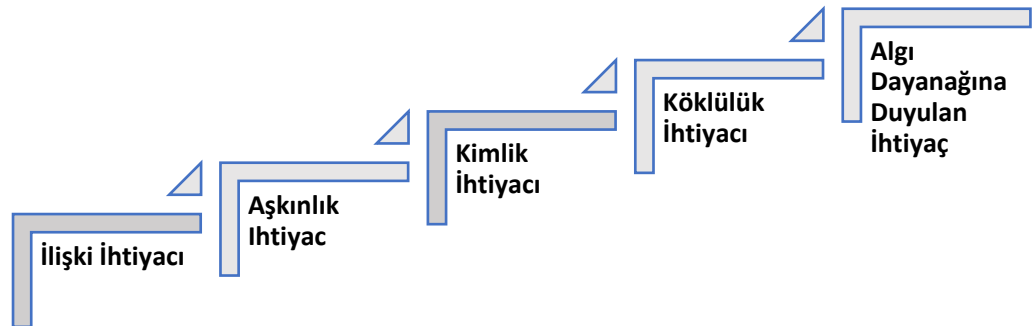 İlişki İhtiyacı
Aşkınlık
Ihtiyac
Kimlik
İhtiyacı
Köklülük
İhtiyacı
Algı
Dayanağına
Duyulan
İhtiyaç